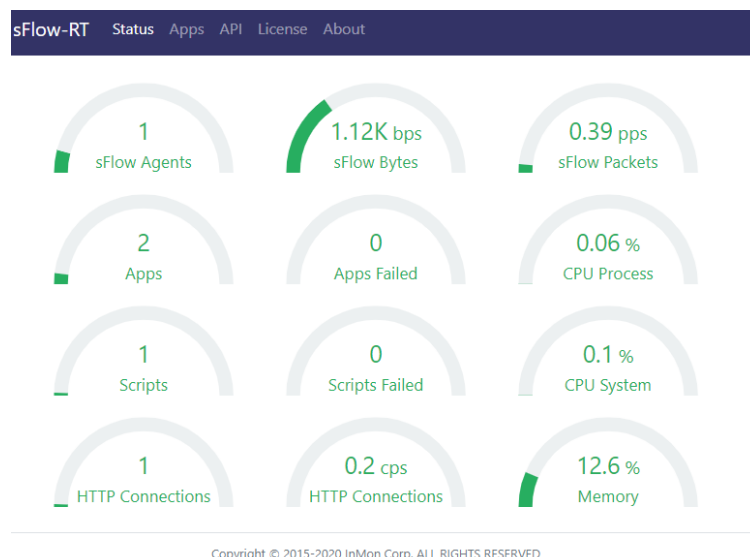 sFlow-RT Status Apps API License About
1 1.12K bps 0.39 pps
sFlow Agents sFlow Bytes sFlow Packets
2 0 0.06 %
Apps Apps Failed CPU Process
1 0 0.1 %
Scripts Scripts Failed CPU System
1 0.2 cps 12.6 %
HTTP Connections HTTP Connections Memory
Copyright © 2015-2020 InMon Corp. ALL RIGHTS RESERVED